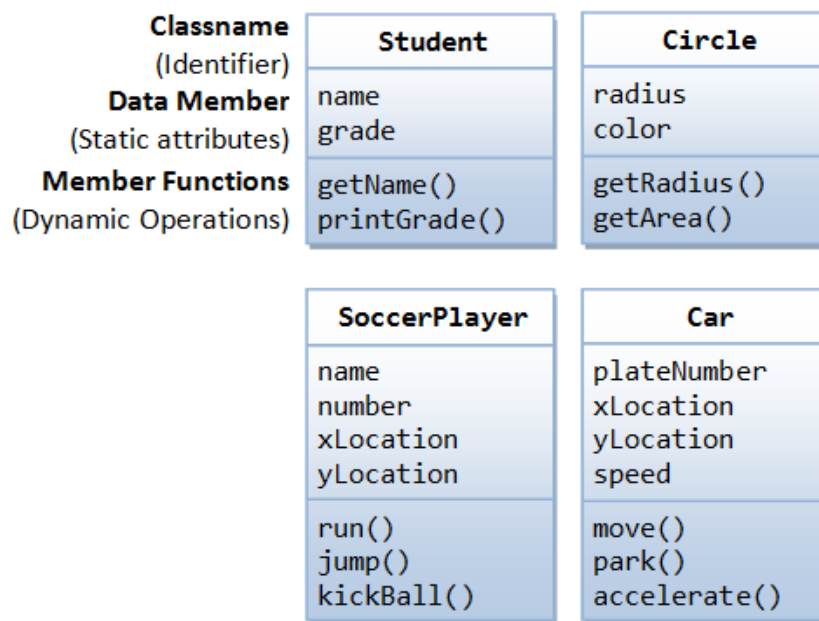 Classname
(Identifier)
Data Member
(Static attributes)
Member Functions
(Dynamic Operations)
Student
name
grade
getName()
printGrade()
Circle
radius
color
getRadius()
getArea()
SoccerPlayer
name
number
xLocation
yLocation
run()
jump()
kickBall()
Car
plateNumber
xLocation
yLocation
speed
move()
park()
accelerate()